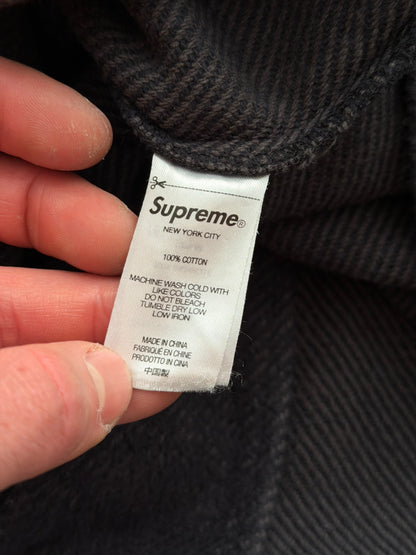 Supreme®
NEW YORK CITY
100% COTTON
MACHINE WASH COLD WITH
LIKE COLORS
DO NOT BLEACH
TUMBLE DRY LOW
LOW IRON
MADE IN CHINA
FABRIQUÉ EN CHINE
PRODOTTO IN CINA
中国製